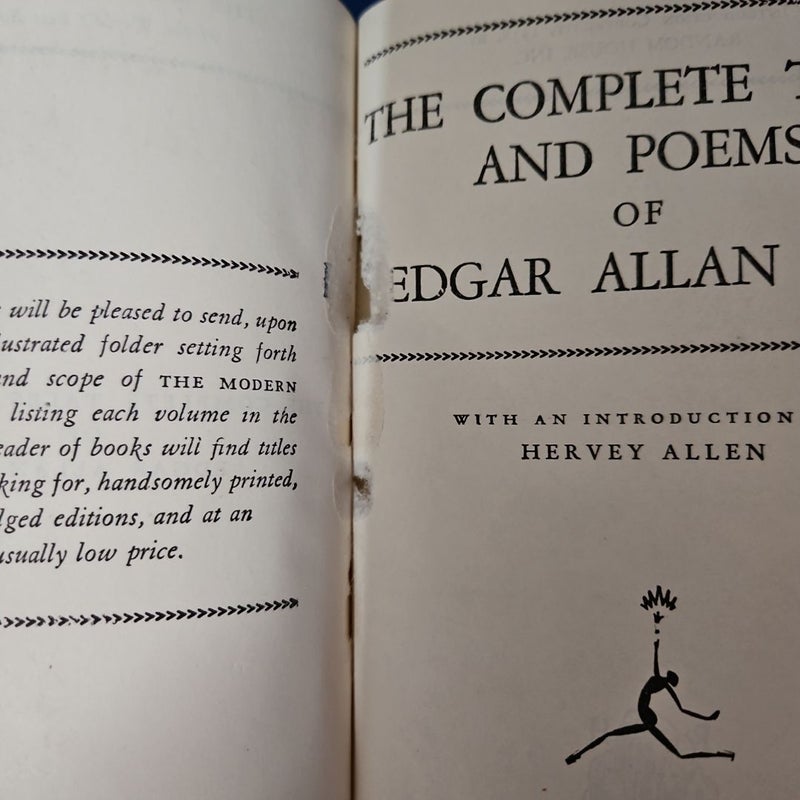 will be pleased to send, upon
ustrated folder setting forth
nd scope of THE MODERN
listing each volume in the
eader of books will find titles
king for, handsomely printed,
lged editions, and at an
usually low price.
THE COMPLETE T
AND POEMS
OF
EDGAR ALLAN
WITH AN INTRODUCTION
HERVEY ALLEN